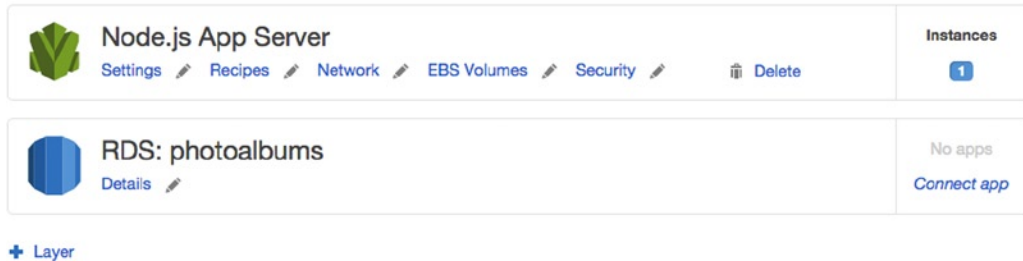 Node.js App Server
Instances
Settings Recipes Network EBS Volumes Security Delete
1
RDS: photoalbums
No apps
Details
Connect app
+ Layer